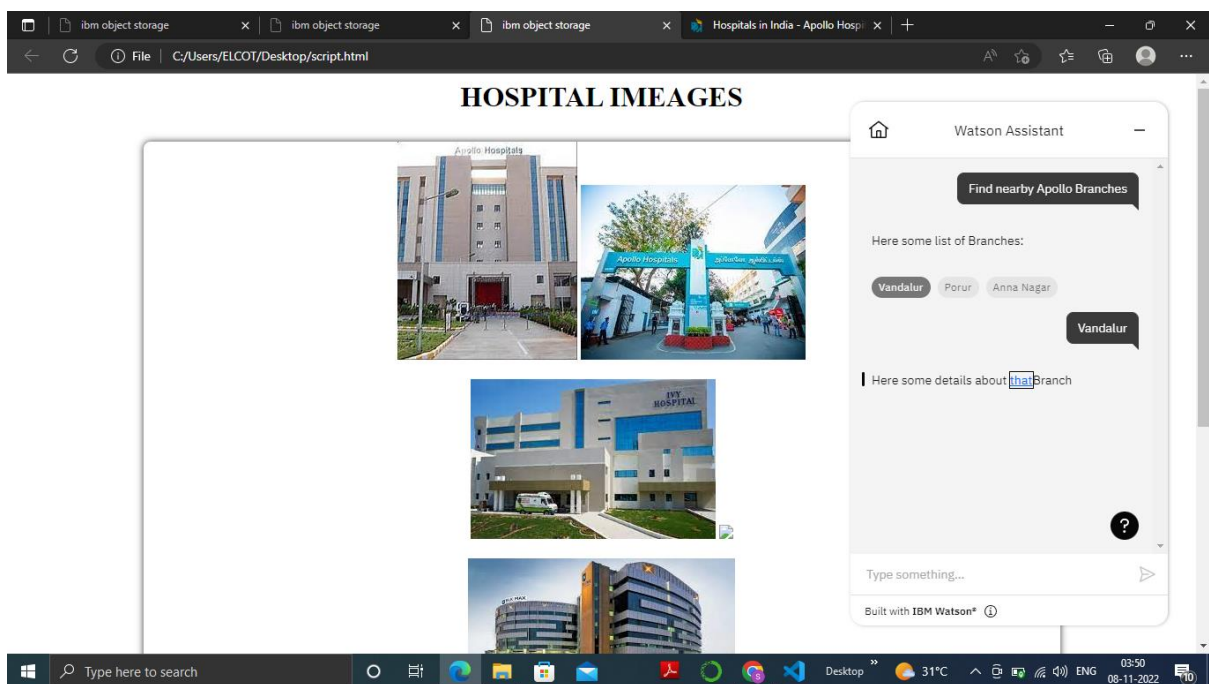 ibm object storage
ibm object storage
ibm object storage
Hospitals in India - Apollo Hospi
File
C:/Users/ELCOT/Desktop/script.html
HOSPITAL IMEAGES
Apollo Hospitals
Apollo Hospitals
IVY
HOSPITAL
Watson Assistant
Find nearby Apollo Branches
Here some list of Branches:
Vandalur Porur Anna Nagar
Vandalur
Here some details about thatBranch
?
Type something...
Built with IBM Watson®
Type here to search
Desktop
31°C
ENG
03:50
08-11-2022